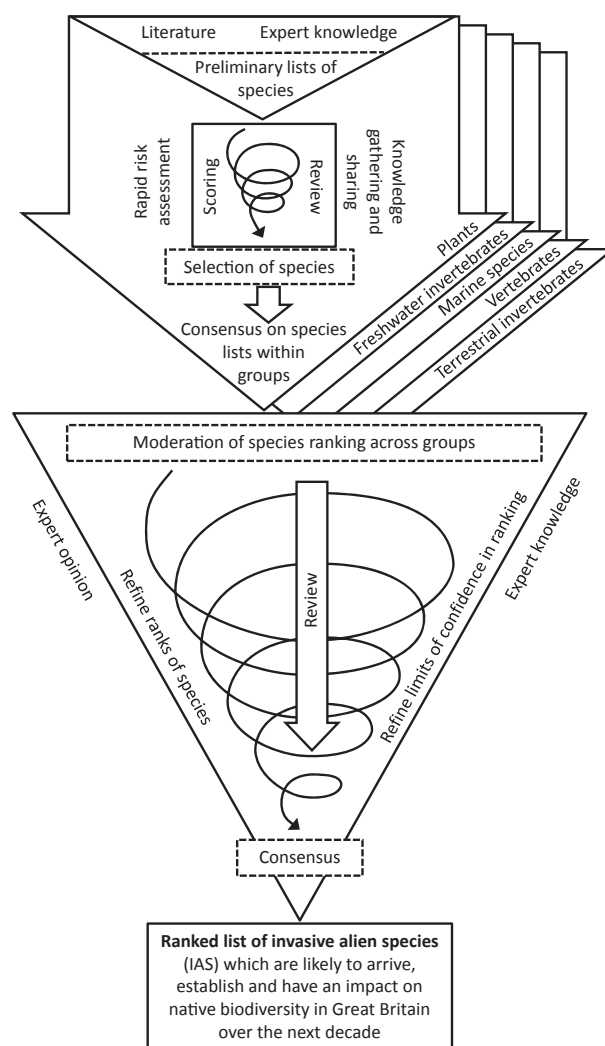 Literature
Expert knowledge
Preliminary lists of
species
Rapid risk
assessment
Scoring
Review
Knowledge
gathering and
sharing
Selection of species
Consensus on species
lists within
groups
Plants
Freshwater invertebrates
Marine species
Vertebrates
Terrestrial invertebrates
Moderation of species ranking across groups
Expert opinion
Refine ranks of species
Review
Refine limits of confidence in ranking
Expert knowledge
Consensus
Ranked list of invasive alien species
(IAS) which are likely to arrive,
establish and have an impact on
native biodiversity in Great Britain
over the next decade